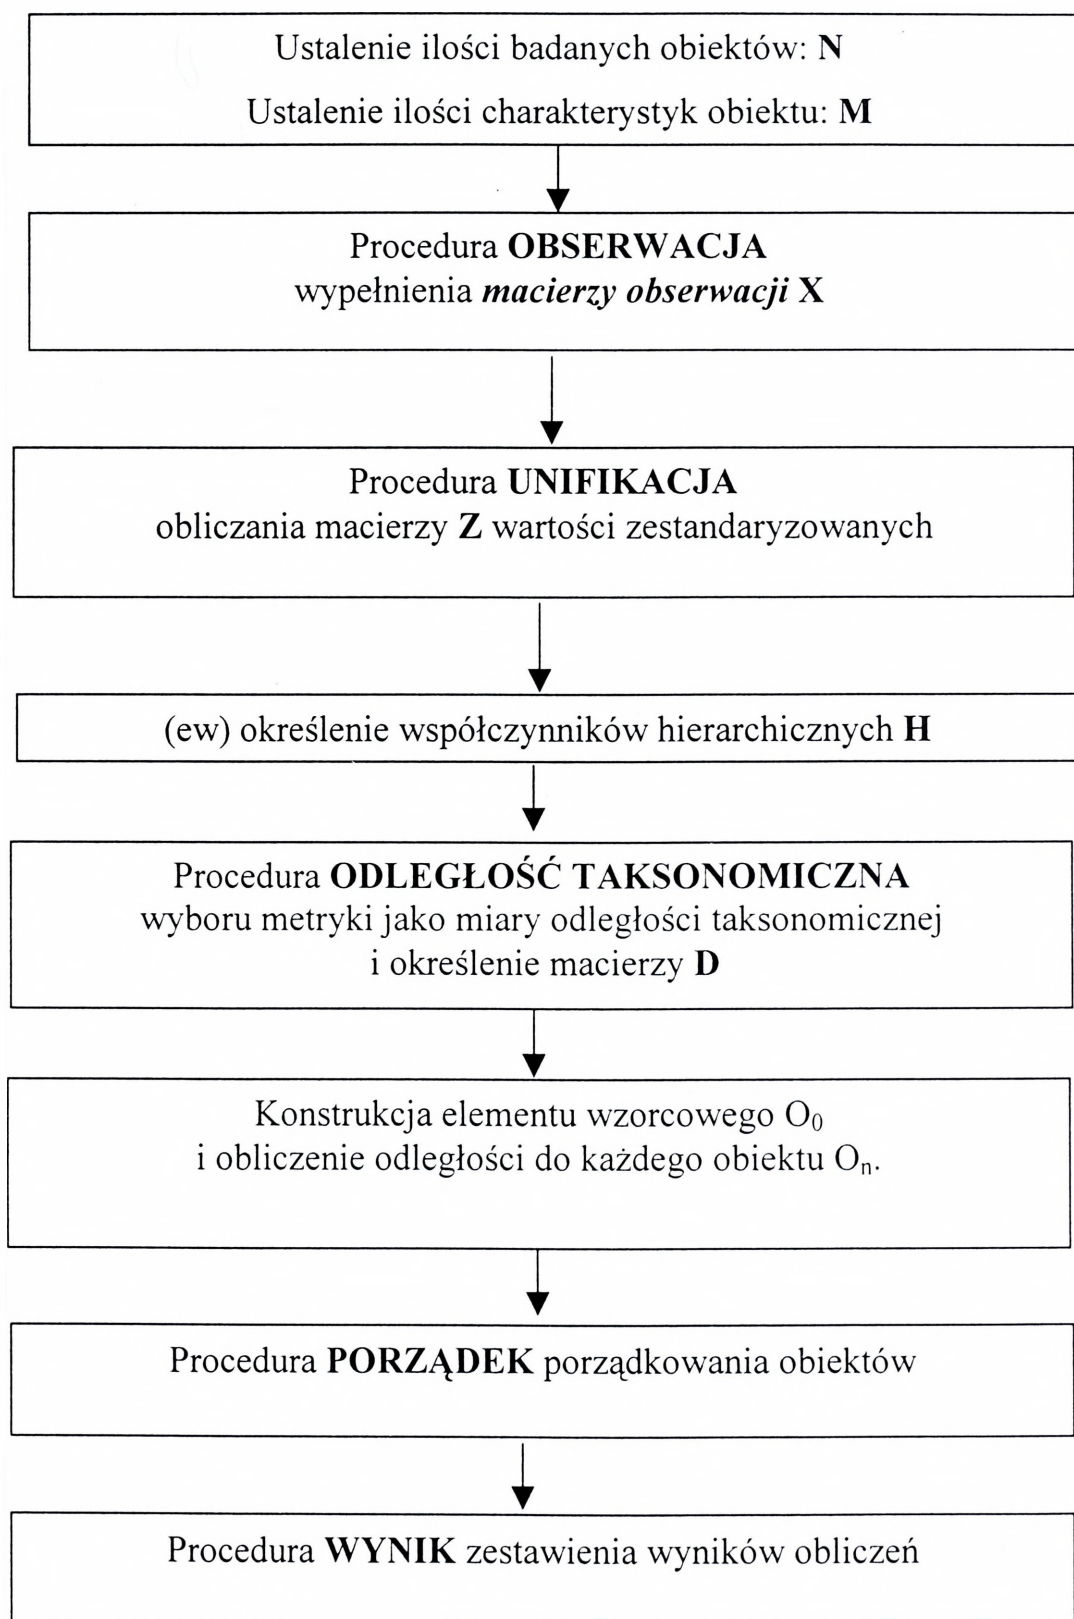 Ustalenie ilości badanych obiektów: N
Ustalenie ilości charakterystyk obiektu: M
Procedura OBSERWACJA
wypełnienia macierzy obserwacji X
Procedura UNIFIKACJA
obliczania macierzy Z wartości zestandaryzowanych
(ew) określenie współczynników hierarchicznych H
Procedura ODLEGŁOŚĆ TAKSONOMICZNA
wyboru metryki jako miary odległości taksonomicznej
i określenie macierzy D
Konstrukcja elementu wzorcowego O₀
i obliczenie odległości do każdego obiektu Oₙ.
Procedura PORZĄDEK porządkowania obiektów
Procedura WYNIK zestawienia wyników obliczeń